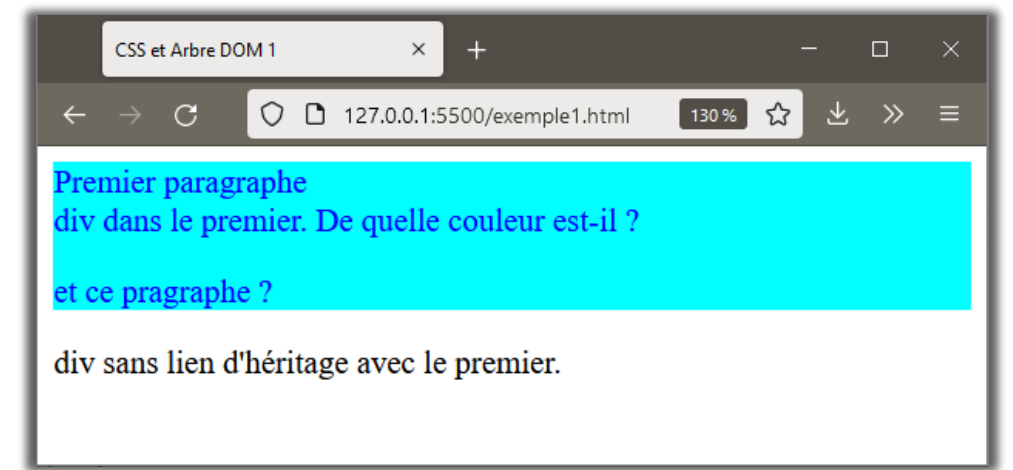 CSS et Arbre DOM 1
127.0.0.1:5500/exemple1.html 130 %
Premier paragraphe
div dans le premier. De quelle couleur est-il ?
et ce pragraphe ?
div sans lien d'héritage avec le premier.